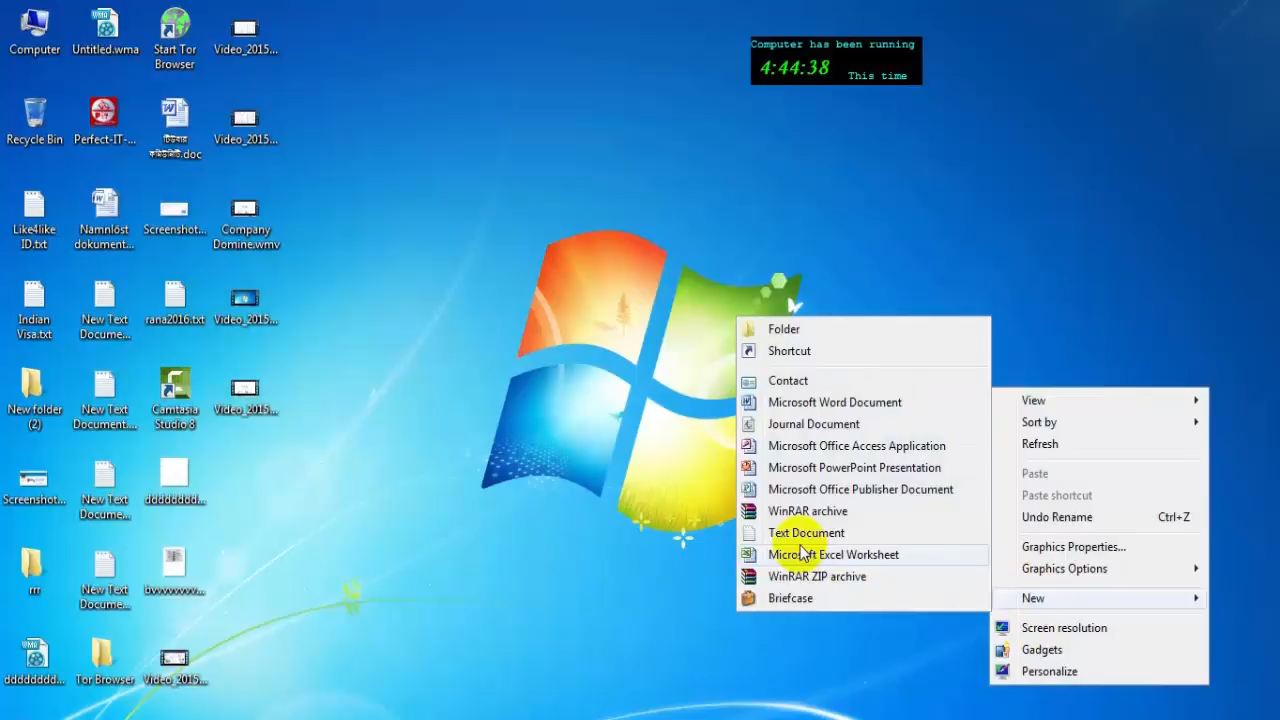 Computer
Untitled.wma
Start Tor
Browser
Video_2015...
Recycle Bin
Perfect-IT-...
টিউবার
কমিউনিটি.doc
Video_2015...
Like4like
ID.txt
Namnlöst
dokument...
Screenshot...
Company
Domine.wmv
Indian
Visa.txt
New Text
Docume...
rana2016.txt
Video_2015...
New folder
(2)
New Text
Document....
Camtasia
Studio 8
Video_2015...
Screenshot...
New Text
Docume...
ddddddddd...
rrr
New Text
Docume...
bvvvvvvvv...
dddddddd...
Tor Browser
Video_2015...
Computer has been running
4:44:38
This time
Folder
Shortcut
Contact
Microsoft Word Document
Journal Document
Microsoft Office Access Application
Microsoft PowerPoint Presentation
Microsoft Office Publisher Document
WinRAR archive
Text Document
Microsoft Excel Worksheet
WinRAR ZIP archive
Briefcase
View
Sort by
Refresh
Paste
Paste shortcut
Undo Rename Ctrl+Z
Graphics Properties...
Graphics Options
New
Screen resolution
Gadgets
Personalize